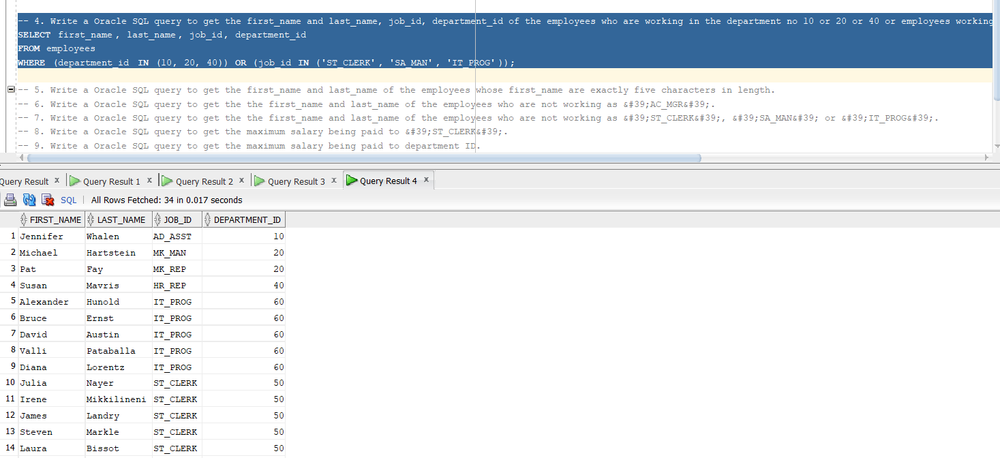 -- 4. Write a Oracle SQL query to get the first_name and last_name, job_id, department_id of the employees who are working in the department no 10 or 20 or 40 or employees working
SELECT first_name, last_name, job_id, department_id
FROM employees
WHERE (department_id IN (10, 20, 40)) OR (job_id IN ('ST_CLERK', 'SA_MAN', 'IT_PROG'));
-- 5. Write a Oracle SQL query to get the first_name and last_name of the employees whose first_name are exactly five characters in length.
-- 6. Write a Oracle SQL query to get the the first_name and last_name of the employees who are not working as &#39;AC_MGR&#39;.
-- 7. Write a Oracle SQL query to get the the first_name and last_name of the employees who are not working as &#39;ST_CLERK&#39;, &#39;SA_MAN&#39; or &#39;IT_PROG&#39;.
-- 8. Write a Oracle SQL query to get the maximum salary being paid to &#39;ST_CLERK&#39;.
-- 9. Write a Oracle SQL query to get the maximum salary being paid to department ID.
Query Result x Query Result 1 x Query Result 2 x Query Result 3 x Query Result 4 x
SQL | All Rows Fetched: 34 in 0.017 seconds
FIRST_NAME LAST_NAME JOB_ID DEPARTMENT_ID
1 Jennifer Whalen AD_ASST 10
2 Michael Hartstein MK_MAN 20
3 Pat Fay MK_REP 20
4 Susan Mavris HR_REP 40
5 Alexander Hunold IT_PROG 60
6 Bruce Ernst IT_PROG 60
7 David Austin IT_PROG 60
8 Valli Pataballa IT_PROG 60
9 Diana Lorentz IT_PROG 60
10 Julia Nayer ST_CLERK 50
11 Irene Mikkilineni ST_CLERK 50
12 James Landry ST_CLERK 50
13 Steven Markle ST_CLERK 50
14 Laura Bissot ST_CLERK 50